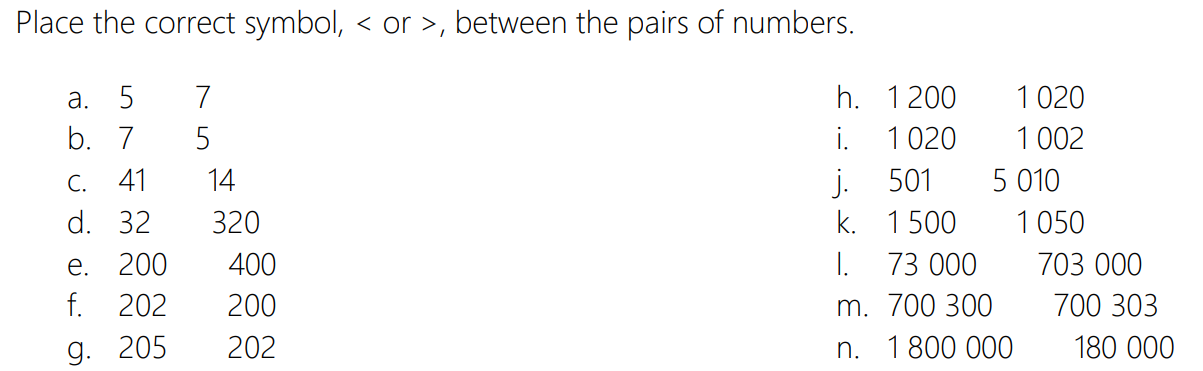 Place the correct symbol, < or >, between the pairs of numbers.
a. 5 7
b. 7 5
c. 41 14
d. 32 320
e. 200 400
f. 202 200
g. 205 202
h. 1 200 1 020
i. 1 020 1 002
j. 501 5 010
k. 1 500 1 050
l. 73 000 703 000
m. 700 300 700 303
n. 1 800 000 180 000